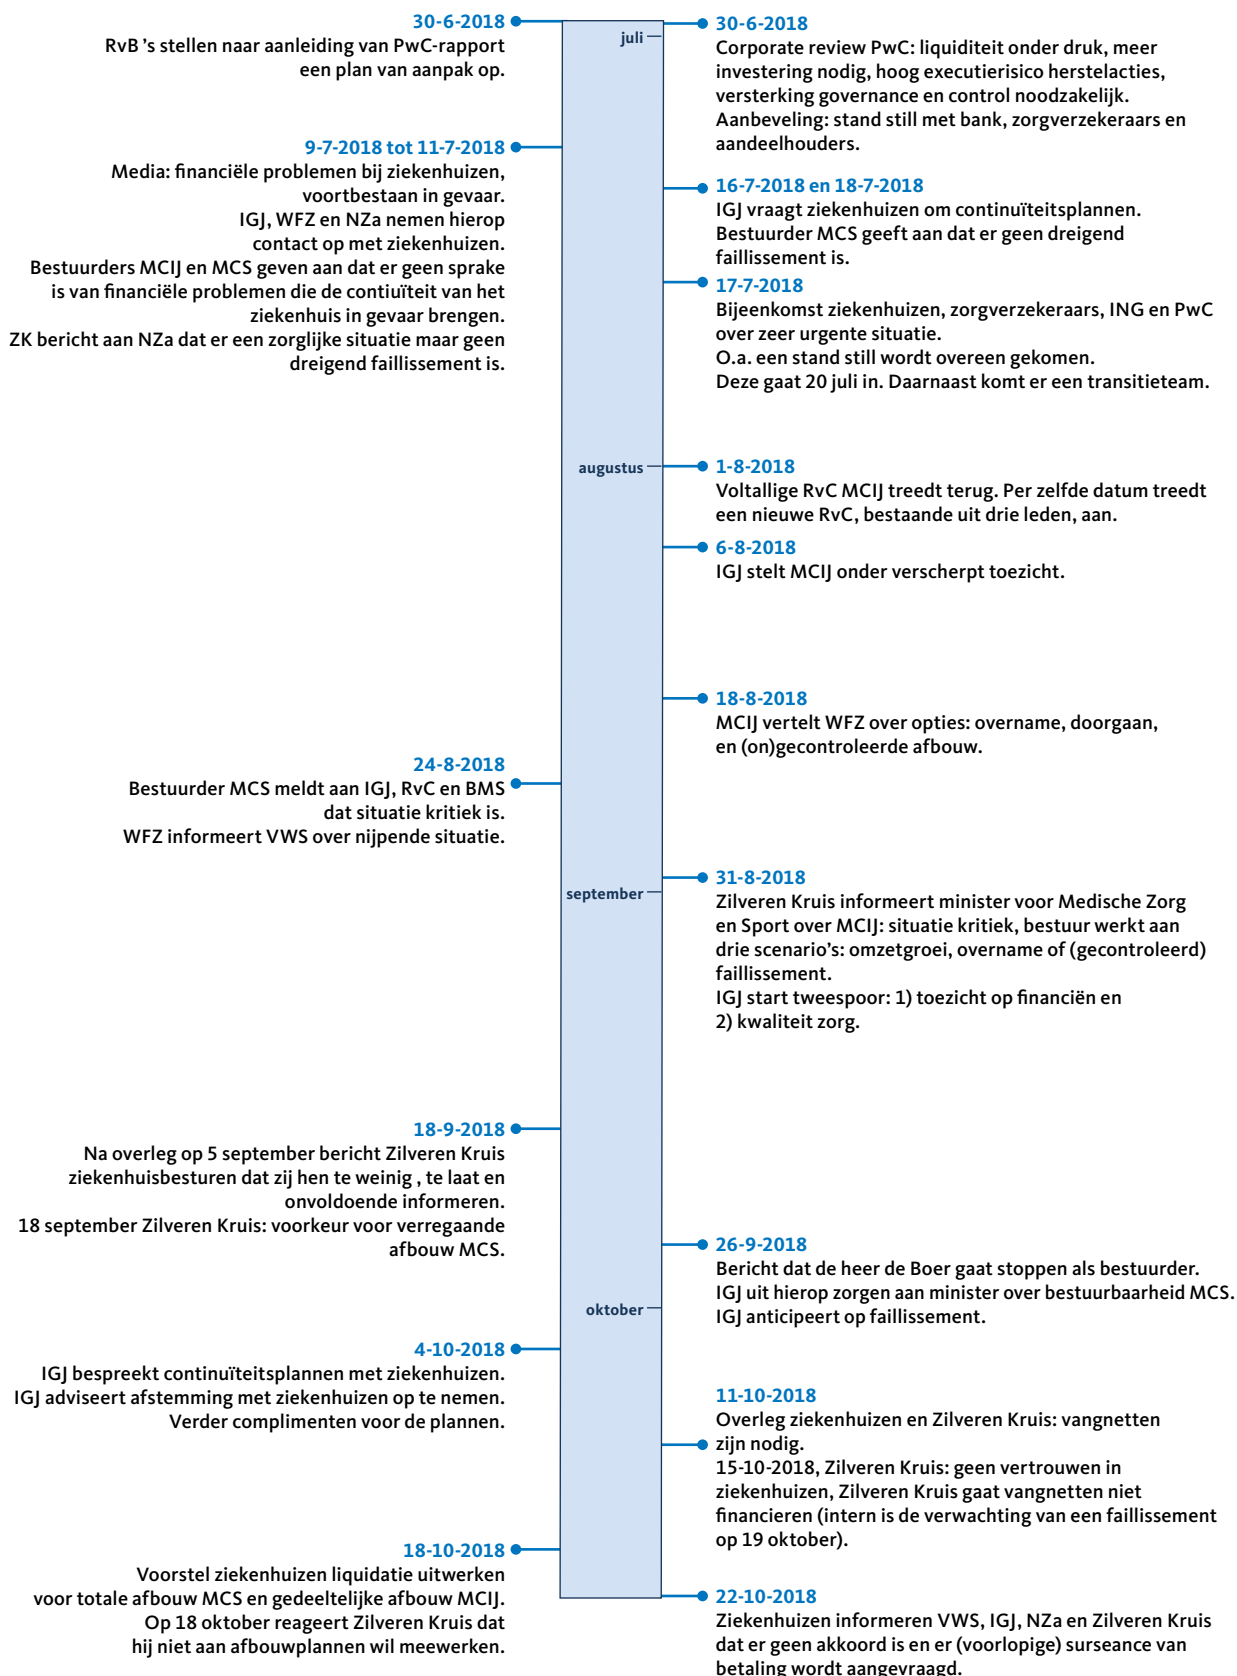 30-6-2018
RvB 's stellen naar aanleiding van PwC-rapport
een plan van aanpak op.
juli
30-6-2018
Corporate review PwC: liquiditeit onder druk, meer
investering nodig, hoog executierisico herstelacties,
versterking governance en control noodzakelijk.
Aanbeveling: stand still met bank, zorgverzekeraars en
aandeelhouders.
9-7-2018 tot 11-7-2018
Media: financiële problemen bij ziekenhuizen,
voortbestaan in gevaar.
IGJ, WFZ en NZa nemen hierop
contact op met ziekenhuizen.
Bestuurders MCIJ en MCS geven aan dat er geen sprake
is van financiële problemen die de contiuïteit van het
ziekenhuis in gevaar brengen.
ZK bericht aan NZa dat er een zorglijke situatie maar geen
dreigend faillissement is.
16-7-2018 en 18-7-2018
IGJ vraagt ziekenhuizen om continuïteitsplannen.
Bestuurder MCS geeft aan dat er geen dreigend
faillissement is.
17-7-2018
Bijeenkomst ziekenhuizen, zorgverzekeraars, ING en PwC
over zeer urgente situatie.
O.a. een stand still wordt overeen gekomen.
Deze gaat 20 juli in. Daarnaast komt er een transitieteam.
augustus
1-8-2018
Voltallige RvC MCIJ treedt terug. Per zelfde datum treedt
een nieuwe RvC, bestaande uit drie leden, aan.
6-8-2018
IGJ stelt MCIJ onder verscherpt toezicht.
18-8-2018
MCIJ vertelt WFZ over opties: overname, doorgaan,
en (on)gecontroleerde afbouw.
24-8-2018
Bestuurder MCS meldt aan IGJ, RvC en BMS
dat situatie kritiek is.
WFZ informeert VWS over nijpende situatie.
31-8-2018
Zilveren Kruis informeert minister voor Medische Zorg
en Sport over MCIJ: situatie kritiek, bestuur werkt aan
drie scenario's: omzetgroei, overname of (gecontroleerd)
faillissement.
IGJ start tweespoor: 1) toezicht op financiën en
2) kwaliteit zorg.
september
18-9-2018
Na overleg op 5 september bericht Zilveren Kruis
ziekenhuisbesturen dat zij hen te weinig , te laat en
onvoldoende informeren.
18 september Zilveren Kruis: voorkeur voor verregaande
afbouw MCS.
26-9-2018
Bericht dat de heer de Boer gaat stoppen als bestuurder.
IGJ uit hierop zorgen aan minister over bestuurbaarheid MCS.
IGJ anticipeert op faillissement.
oktober
4-10-2018
IGJ bespreekt continuïteitsplannen met ziekenhuizen.
IGJ adviseert afstemming met ziekenhuizen op te nemen.
Verder complimenten voor de plannen.
11-10-2018
Overleg ziekenhuizen en Zilveren Kruis: vangnetten
zijn nodig.
15-10-2018, Zilveren Kruis: geen vertrouwen in
ziekenhuizen, Zilveren Kruis gaat vangnetten niet
financieren (intern is de verwachting van een faillissement
op 19 oktober).
18-10-2018
Voorstel ziekenhuizen liquidatie uitwerken
voor totale afbouw MCS en gedeeltelijke afbouw MCIJ.
Op 18 oktober reageert Zilveren Kruis dat
hij niet aan afbouwplannen wil meewerken.
22-10-2018
Ziekenhuizen informeren VWS, IGJ, NZa en Zilveren Kruis
dat er geen akkoord is en er (voorlopige) surseance van
betaling wordt aangevraagd.